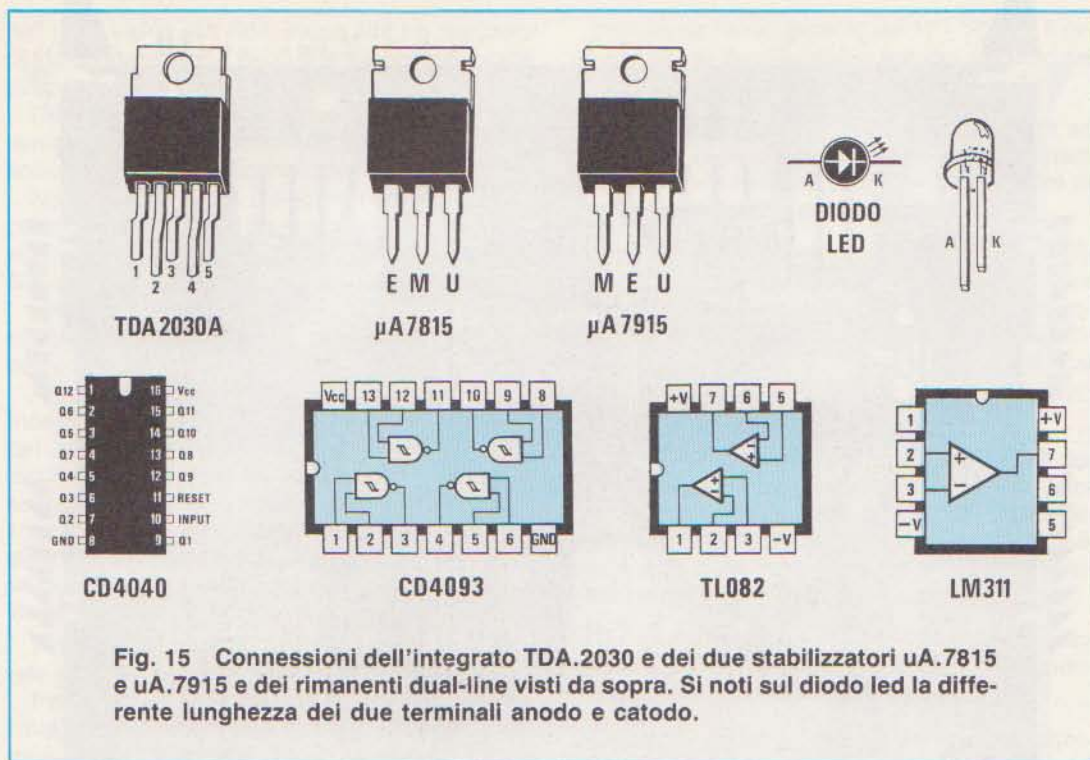 1 2 3 4 5
TDA2030A
E M U
µA7815
M E U
µA7915
A K
DIODO
LED
A K
Q12 1 16 Vcc
Q6 2 15 Q11
Q5 3 14 Q10
Q7 4 13 Q8
Q4 5 12 Q9
Q3 6 11 RESET
Q2 7 10 INPUT
GND 8 9 Q1
CD4040
Vcc 13 12 11 10 9 8
1 2 3 4 5 6 GND
CD4093
+V 7 6 5
- +
+ -
1 2 3 -V
TL082
1 +V
2 + 7
3 - 6
-V 5
LM311
Fig. 15 Connessioni dell'integrato TDA.2030 e dei due stabilizzatori uA.7815
e uA.7915 e dei rimanenti dual-line visti da sopra. Si noti sul diodo led la diffe-
rente lunghezza dei due terminali anodo e catodo.